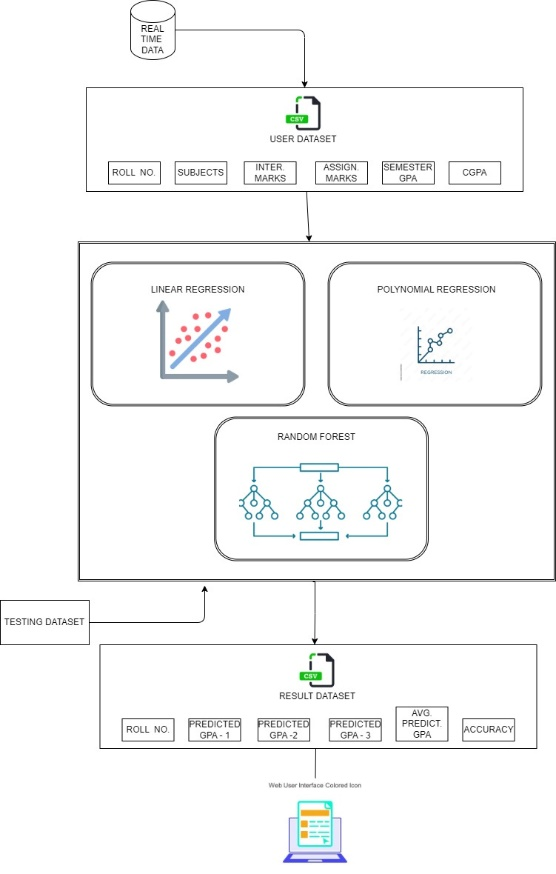 REAL
TIME
DATA
CSV
USER DATASET
ROLL NO.
SUBJECTS
INTER.
MARKS
ASSIGN.
MARKS
SEMESTER
GPA
CGPA
LINEAR REGRESSION
POLYNOMIAL REGRESSION
REGRESSION
RANDOM FOREST
TESTING DATASET
CSV
RESULT DATASET
ROLL NO.
PREDICTED
GPA - 1
PREDICTED
GPA -2
PREDICTED
GPA - 3
AVG.
PREDICT.
GPA
ACCURACY
Web User Interface Colored Icon